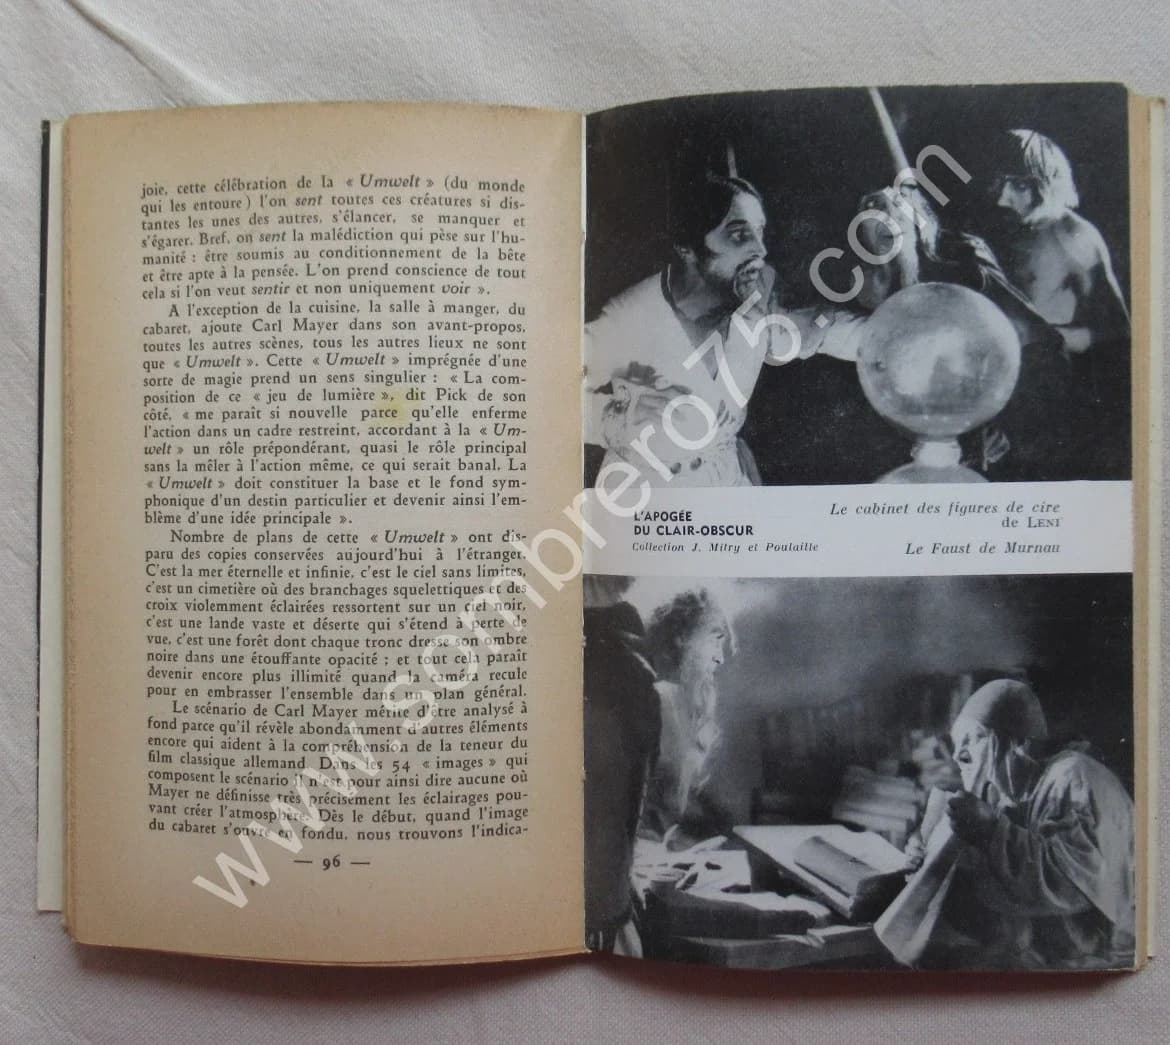 joie, cette célébration de la « Umwelt » (du monde
qui les entoure) l'on sent toutes ces créatures si dis-
tantes les unes des autres, s'élancer, se manquer et
s'égarer. Bref, on sent la malédiction qui pèse sur l'hu-
manité : être soumis au conditionnement de la bête
et être apte à la pensée. L'on prend conscience de tout
cela si l'on veut sentir et non uniquement voir ».
A l'exception de la cuisine, la salle à manger, du
cabaret, ajoute Carl Mayer dans son avant-propos,
toutes les autres scènes, tous les autres lieux ne sont
que « Umwelt ». Cette « Umwelt » imprégnée d'une
sorte de magie prend un sens singulier : « La com-
position de ce « jeu de lumière », dit Pick de son
côté, « me paraît si nouvelle parce qu'elle enferme
l'action dans un cadre restreint, accordant à la « Um-
welt » un rôle prépondérant, quasi le rôle principal
sans la mêler à l'action même, ce qui serait banal. La
« Umwelt » doit constituer la base et le fond sym-
phonique d'un destin particulier et devenir ainsi l'em-
blème d'une idée principale ».
Nombre de plans de cette « Umwelt » ont dis-
paru des copies conservées aujourd'hui à l'étranger.
C'est la mer éternelle et infinie, c'est le ciel sans limites,
c'est un cimetière où des branchages squelettiques et des
croix violemment éclairées ressortent sur un ciel noir,
c'est une lande vaste et déserte qui s'étend à perte de
vue, c'est une forêt dont chaque tronc dresse son ombre
noire dans une étouffante opacité ; et tout cela paraît
devenir encore plus illimité quand la caméra recule
pour en embrasser l'ensemble dans un plan général.
Le scénario de Carl Mayer mérite d'être analysé à
fond parce qu'il révèle abondamment d'autres éléments
encore qui aident à la compréhension de la teneur du
film classique allemand. Dans les 54 « images » qui
composent le scénario il n'est pour ainsi dire aucune où
Mayer ne définisse très précisément les éclairages pou-
vant créer l'atmosphère. Dès le début, quand l'image
du cabaret s'ouvre en fondu, nous trouvons l'indica-
— 96 —
L'APOGÉE
DU CLAIR-OBSCUR
Collection J. Mitry et Poulaille
Le cabinet des figures de cire
de LENI
Le Faust de Murnau
www.sombrero75.com